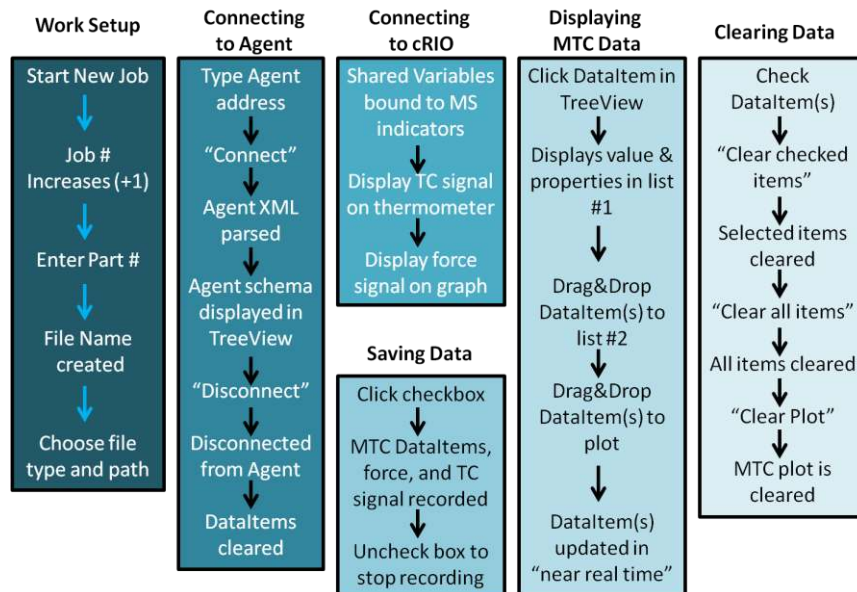 Work Setup
Start New Job
Job #
Increases (+1)
Enter Part #
File Name
created
Choose file
type and path
Connecting
to Agent
Type Agent
address
“Connect”
Agent XML
parsed
Agent schema
displayed in
TreeView
“Disconnect”
Disconnected
from Agent
DataItems
cleared
Connecting
to cRIO
Shared Variables
bound to MS
indicators
Display TC signal
on thermometer
Display force
signal on graph
Saving Data
Click checkbox
MTC DataItems,
force, and TC
signal recorded
Uncheck box to
stop recording
Displaying
MTC Data
Click DataItem in
TreeView
Displays value &
properties in list
#1
Drag&Drop
DataItem(s) to
list #2
Drag&Drop
DataItem(s) to
plot
DataItem(s)
updated in
“near real time”
Clearing Data
Check
DataItem(s)
“Clear checked
items”
Selected items
cleared
“Clear all items”
All items cleared
“Clear Plot”
MTC plot is
cleared